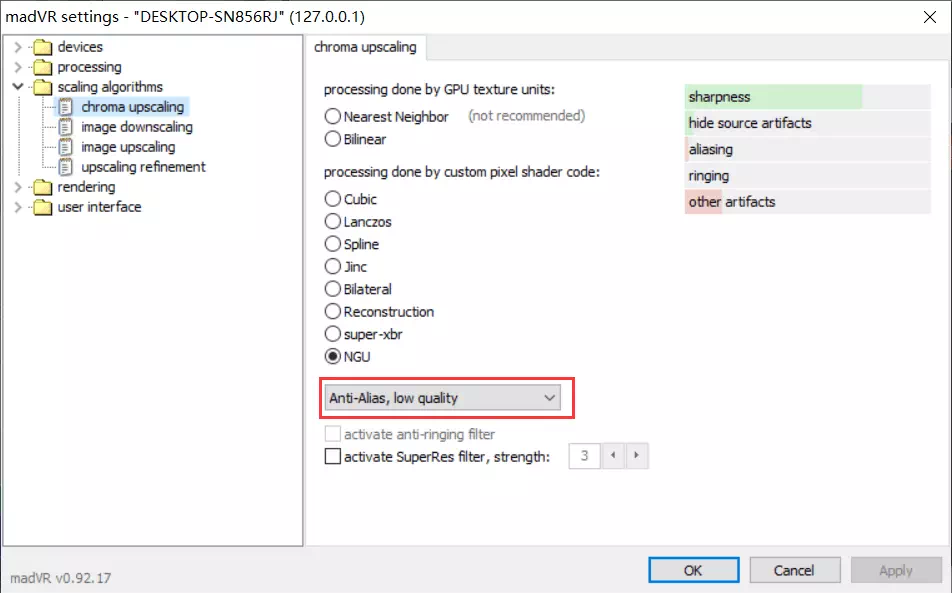 madVR settings - "DESKTOP-SN856RJ" (127.0.0.1)
devices
processing
scaling algorithms
chroma upscaling
image downscaling
image upscaling
upscaling refinement
rendering
user interface
chroma upscaling
processing done by GPU texture units:
Nearest Neighbor (not recommended)
Bilinear
processing done by custom pixel shader code:
Cubic
Lanczos
Spline
Jinc
Bilateral
Reconstruction
super-xbr
NGU
Anti-Alias, low quality
activate anti-ringing filter
activate SuperRes filter, strength: 3
sharpness
hide source artifacts
aliasing
ringing
other artifacts
madVR v0.92.17
OK Cancel Apply